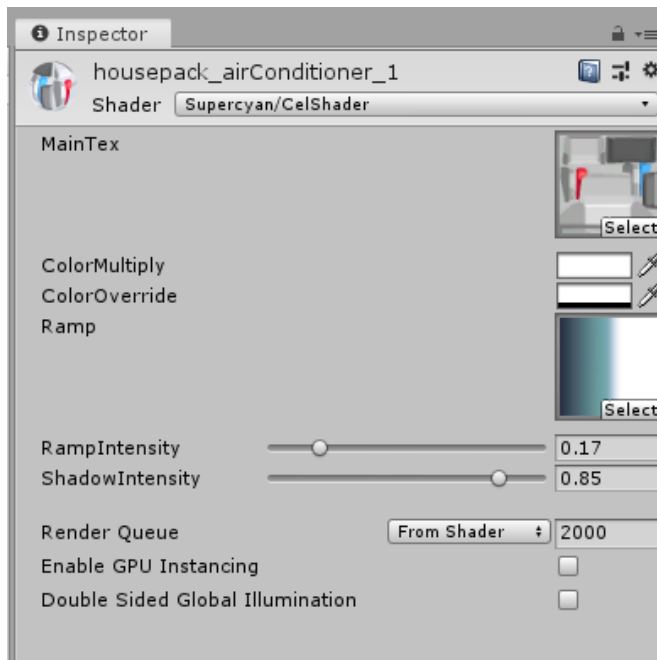 Inspector
housepack_airConditioner_1
Shader Supercyan/CelShader
MainTex
Select
ColorMultiply
ColorOverride
Ramp
Select
RampIntensity 0.17
ShadowIntensity 0.85
Render Queue From Shader 2000
Enable GPU Instancing
Double Sided Global Illumination